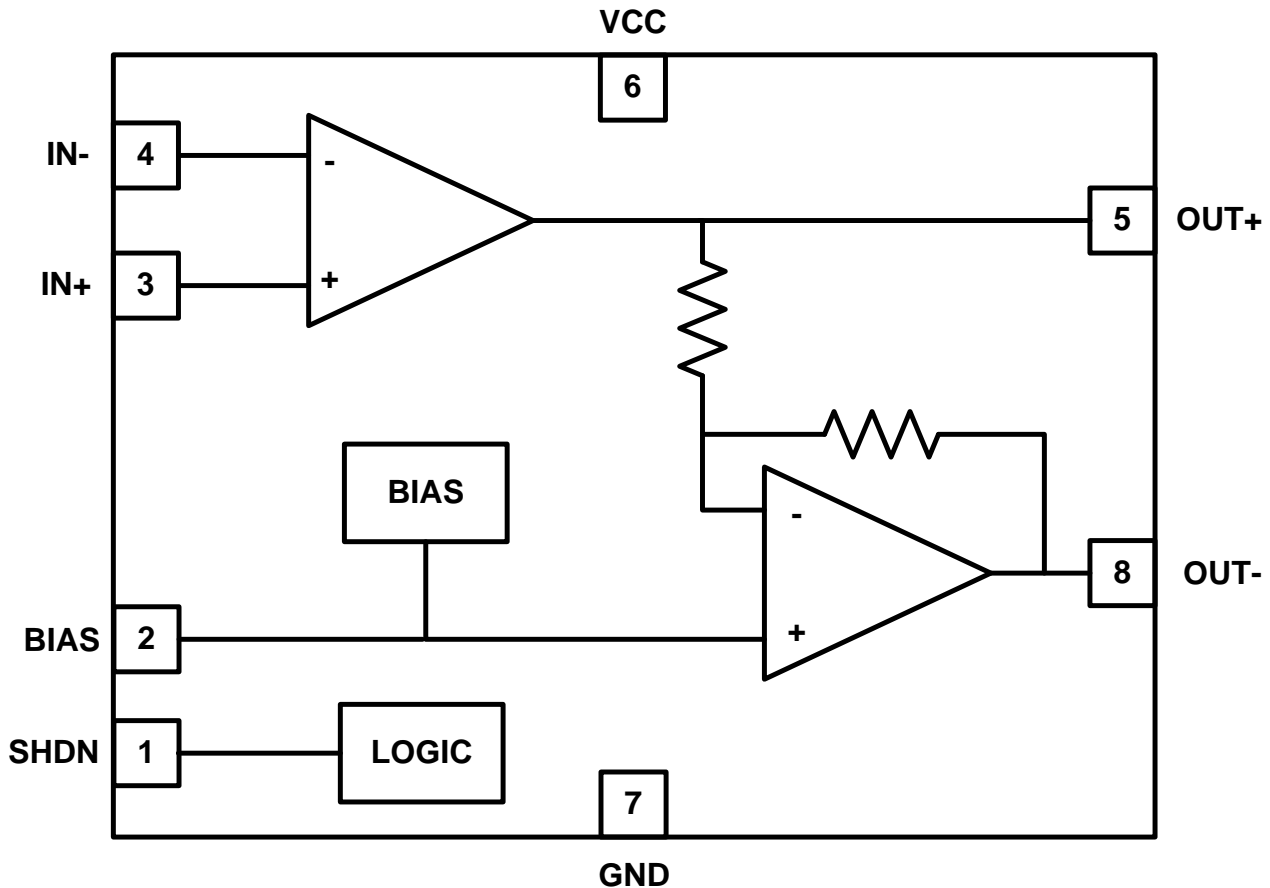 VCC
6
IN-
4
-
5
OUT+
IN+
3
+
BIAS
-
8
OUT-
BIAS
2
+
SHDN
1
LOGIC
7
GND